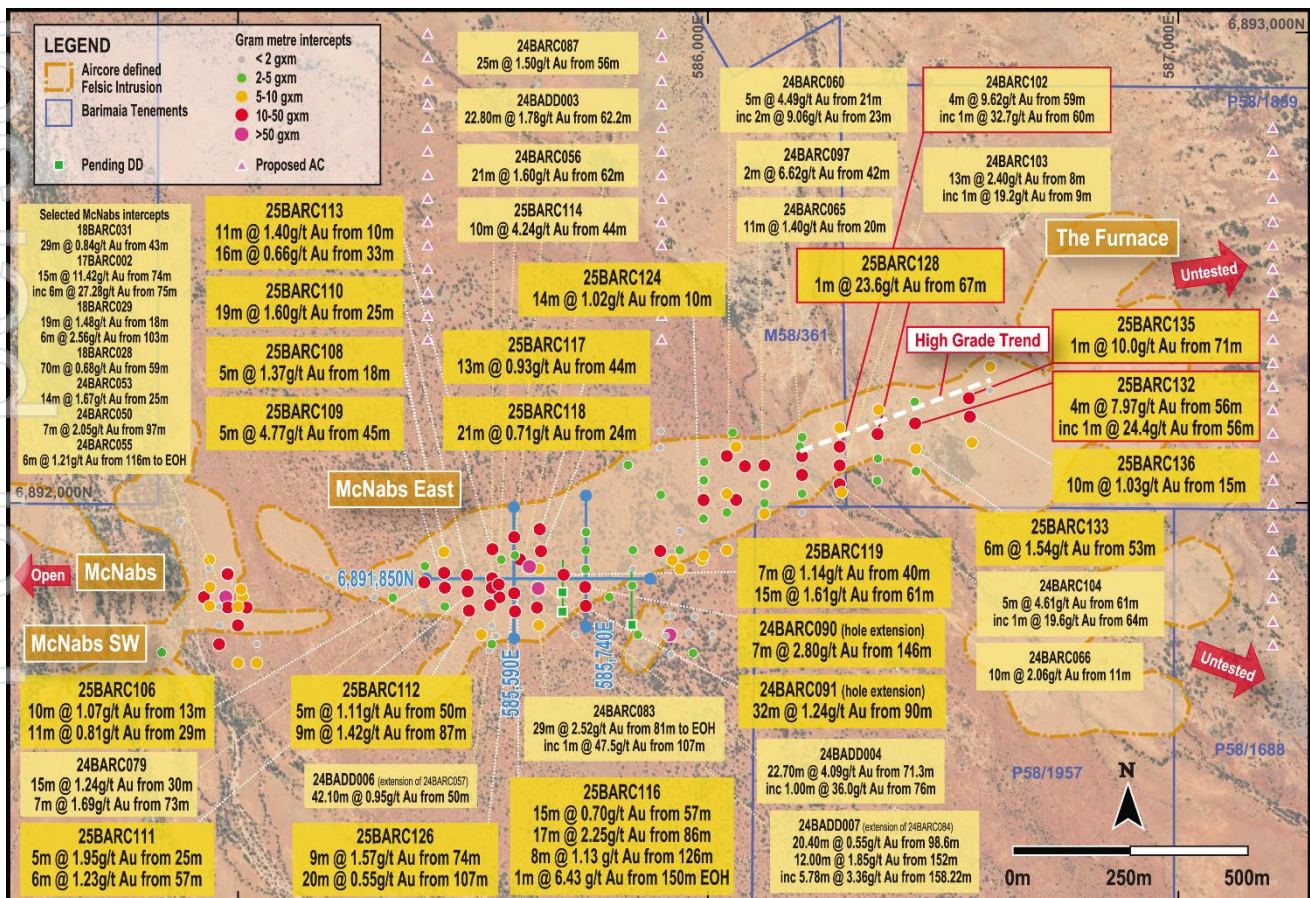 LEGEND
Aircore defined
Felsic Intrusion
Barimaia Tenements
Pending DD
Gram metre intercepts
< 2 gxm
2-5 gxm
5-10 gxm
10-50 gxm
>50 gxm
Proposed AC
586,000E
587,000E
6,893,000N
P58/1889
24BARC087
25m @ 1.50g/t Au from 56m
24BADD003
22.80m @ 1.78g/t Au from 62.2m
24BARC056
21m @ 1.60g/t Au from 62m
25BARC114
10m @ 4.24g/t Au from 44m
24BARC060
5m @ 4.49g/t Au from 21m
inc 2m @ 9.06g/t Au from 23m
24BARC097
2m @ 6.62g/t Au from 42m
24BARC065
11m @ 1.40g/t Au from 20m
24BARC102
4m @ 9.62g/t Au from 59m
inc 1m @ 32.7g/t Au from 60m
24BARC103
13m @ 2.40g/t Au from 8m
inc 1m @ 19.2g/t Au from 9m
Selected McNabs intercepts
18BARC031
29m @ 0.84g/t Au from 43m
17BARC002
15m @ 11.42g/t Au from 74m
inc 6m @ 27.28g/t Au from 75m
18BARC029
19m @ 1.48g/t Au from 18m
6m @ 2.56g/t Au from 103m
18BARC028
70m @ 0.68g/t Au from 59m
24BARC053
14m @ 1.67g/t Au from 25m
24BARC050
7m @ 2.05g/t Au from 97m
24BARC055
6m @ 1.21g/t Au from 116m to EOH
25BARC113
11m @ 1.40g/t Au from 10m
16m @ 0.66g/t Au from 33m
25BARC110
19m @ 1.60g/t Au from 25m
25BARC108
5m @ 1.37g/t Au from 18m
25BARC109
5m @ 4.77g/t Au from 45m
25BARC124
14m @ 1.02g/t Au from 10m
25BARC117
13m @ 0.93g/t Au from 44m
25BARC118
21m @ 0.71g/t Au from 24m
25BARC128
1m @ 23.6g/t Au from 67m
The Furnace
Untested
M58/361
High Grade Trend
25BARC135
1m @ 10.0g/t Au from 71m
25BARC132
4m @ 7.97g/t Au from 56m
inc 1m @ 24.4g/t Au from 56m
25BARC136
10m @ 1.03g/t Au from 15m
6,892,000N
McNabs East
Open
McNabs
McNabs SW
6,891,850N
585,590E
585,740E
25BARC133
6m @ 1.54g/t Au from 53m
24BARC104
5m @ 4.61g/t Au from 61m
inc 1m @ 19.6g/t Au from 64m
24BARC066
10m @ 2.06g/t Au from 11m
Untested
25BARC119
7m @ 1.14g/t Au from 40m
15m @ 1.61g/t Au from 61m
24BARC090 (hole extension)
7m @ 2.80g/t Au from 146m
24BARC091 (hole extension)
32m @ 1.24g/t Au from 90m
24BADD004
22.70m @ 4.09g/t Au from 71.3m
inc 1.00m @ 36.0g/t Au from 76m
24BADD007 (extension of 24BARC084)
20.40m @ 0.55g/t Au from 98.6m
12.00m @ 1.85g/t Au from 152m
inc 5.78m @ 3.36g/t Au from 158.22m
25BARC106
10m @ 1.07g/t Au from 13m
11m @ 0.81g/t Au from 29m
24BARC079
15m @ 1.24g/t Au from 30m
7m @ 1.69g/t Au from 73m
25BARC111
5m @ 1.95g/t Au from 25m
6m @ 1.23g/t Au from 57m
25BARC112
5m @ 1.11g/t Au from 50m
9m @ 1.42g/t Au from 87m
24BADD006 (extension of 24BARC057)
42.10m @ 0.95g/t Au from 50m
25BARC126
9m @ 1.57g/t Au from 74m
20m @ 0.55g/t Au from 107m
24BARC083
29m @ 2.52g/t Au from 81m to EOH
inc 1m @ 47.5g/t Au from 107m
25BARC116
15m @ 0.70g/t Au from 57m
17m @ 2.25g/t Au from 86m
8m @ 1.13 g/t Au from 126m
1m @ 6.43 g/t Au from 150m EOH
P58/1957
P58/1688
N
0m
250m
500m